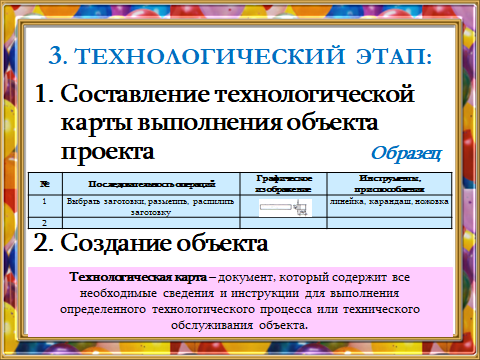 3. ТЕХНОЛОГИЧЕСКИЙ ЭТАП:
1. Составление технологической
карты выполнения объекта
проекта
Образец
№ Последовательность операций Графическое изображение Инструменты, приспособления
1 Выбрать заготовки, разметить, распилить заготовку линейка, карандаш, ножовка
2
2. Создание объекта
Технологическая карта – документ, который содержит все
необходимые сведения и инструкции для выполнения
определенного технологического процесса или технического
обслуживания объекта.